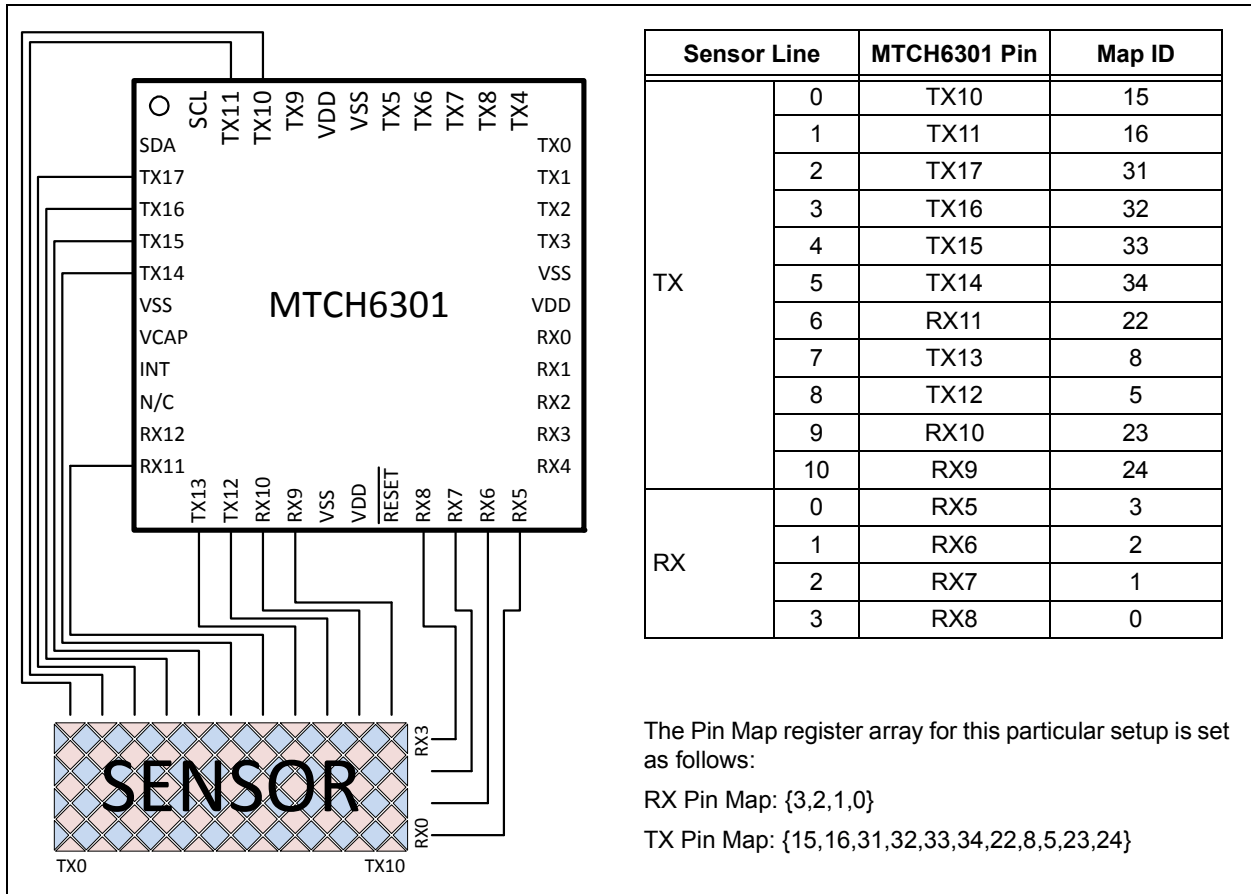 SCL
TX11
TX10
TX9
VDD
VSS
TX5
TX6
TX7
TX8
TX4
SDA
TX17
TX16
TX15
TX14
VSS
VCAP
INT
N/C
RX12
RX11
MTCH6301
TX0
TX1
TX2
TX3
VSS
VDD
RX0
RX1
RX2
RX3
RX4
TX13
TX12
RX10
RX9
VSS
VDD
RESET
RX8
RX7
RX6
RX5
SENSOR
RX3
RX0
TX0 TX10
Sensor Line MTCH6301 Pin Map ID
TX
0 TX10 15
1 TX11 16
2 TX17 31
3 TX16 32
4 TX15 33
5 TX14 34
6 RX11 22
7 TX13 8
8 TX12 5
9 RX10 23
10 RX9 24
RX
0 RX5 3
1 RX6 2
2 RX7 1
3 RX8 0
The Pin Map register array for this particular setup is set
as follows:
RX Pin Map: {3,2,1,0}
TX Pin Map: {15,16,31,32,33,34,22,8,5,23,24}